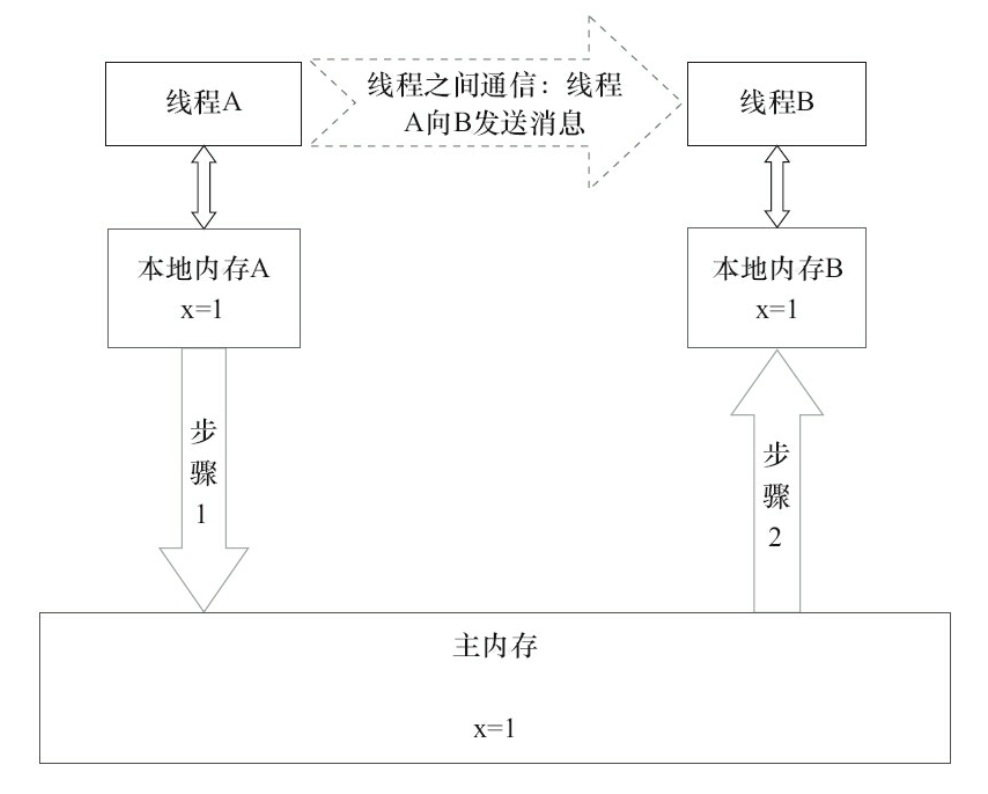 线程A
线程之间通信：线程
A向B发送消息
线程B
本地内存A
x=1
本地内存B
x=1
步
骤
1
步
骤
2
主内存
x=1